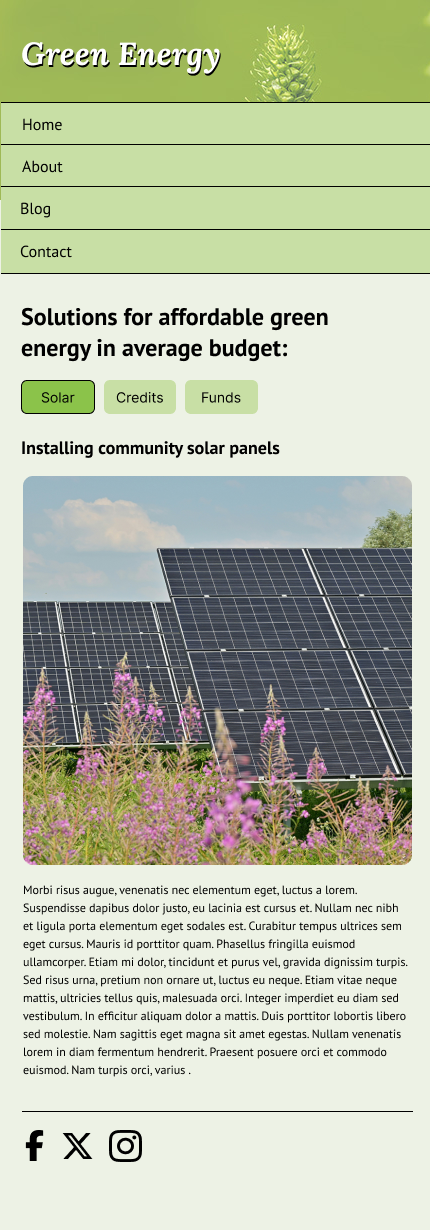 Green Energy
Home
About
Blog
Contact
Solutions for affordable green
energy in average budget:
Solar Credits Funds
Installing community solar panels
Morbi risus augue, venenatis nec elementum eget, luctus a lorem.
Suspendisse dapibus dolor justo, eu lacinia est cursus et. Nullam nec nibh
et ligula porta elementum eget sodales est. Curabitur tempus ultrices sem
eget cursus. Mauris id porttitor quam. Phasellus fringilla euismod
ullamcorper. Etiam mi dolor, tincidunt et purus vel, gravida dignissim turpis.
Sed risus urna, pretium non ornare ut, luctus eu neque. Etiam vitae neque
mattis, ultricies tellus quis, malesuada orci. Integer imperdiet eu diam sed
vestibulum. In efficitur aliquam dolor a mattis. Duis porttitor lobortis libero
sed molestie. Nam sagittis eget magna sit amet egestas. Nullam venenatis
lorem in diam fermentum hendrerit. Praesent posuere orci et commodo
euismod. Nam turpis orci, varius .